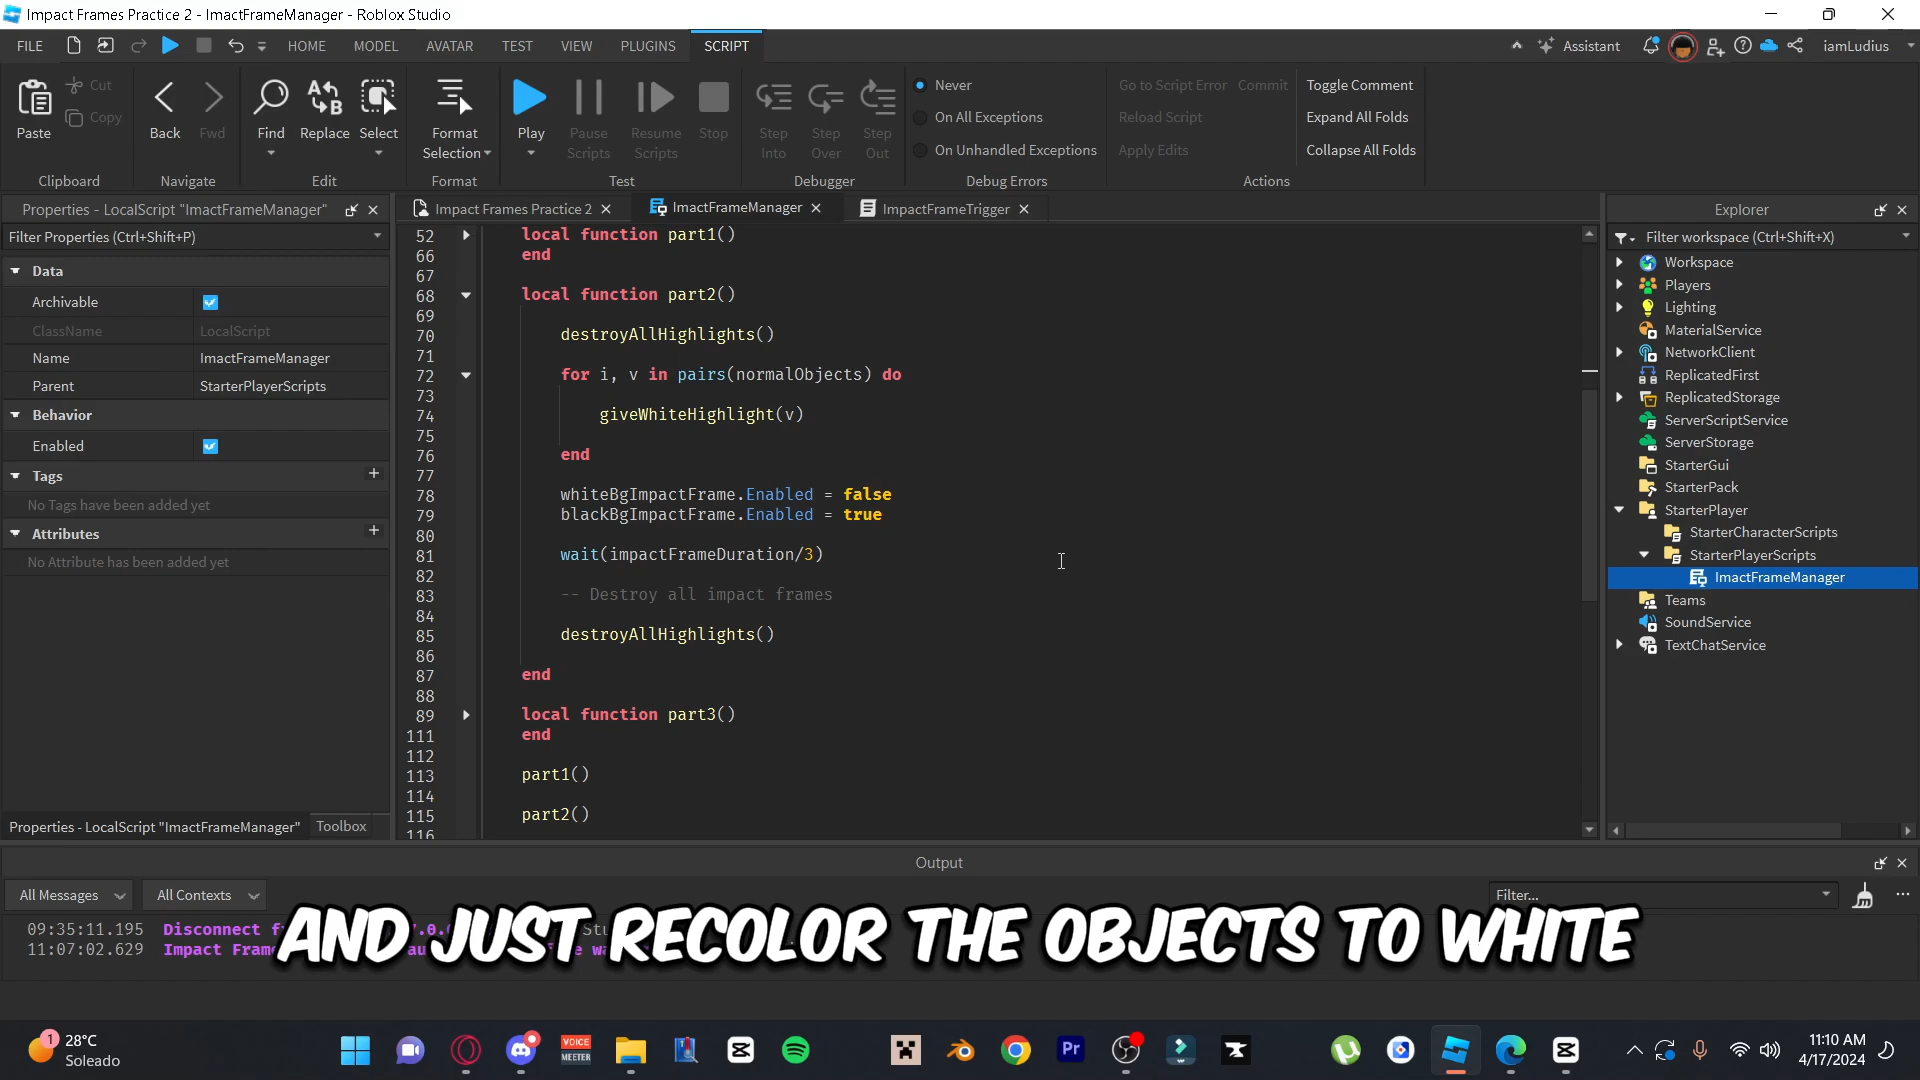 Impact Frames Practice 2 - ImactFrameManager - Roblox Studio
FILE HOME MODEL AVATAR TEST VIEW PLUGINS SCRIPT Assistant iamLudius
Paste Cut Copy Clipboard
Back Fwd Navigate
Find Replace Select Edit
Format Selection Format
Play Pause Scripts Resume Scripts Stop Test
Step Into Step Over Step Out Debugger
Never
On All Exceptions
On Unhandled Exceptions
Debug Errors
Go to Script Error Commit
Reload Script
Apply Edits
Toggle Comment
Expand All Folds
Collapse All Folds
Actions
Properties - LocalScript "ImactFrameManager"
Filter Properties (Ctrl+Shift+P)
Data
Archivable
ClassName LocalScript
Name ImactFrameManager
Parent StarterPlayerScripts
Behavior
Enabled
Tags +
No Tags have been added yet
Attributes +
No Attribute has been added yet
Properties - LocalScript "ImactFrameManager" Toolbox
Impact Frames Practice 2 ImactFrameManager ImpactFrameTrigger
52 local function part1()
66 end
67
68 local function part2()
69
70 destroyAllHighlights()
71
72 for i, v in pairs(normalObjects) do
73
74 giveWhiteHighlight(v)
75
76 end
77
78 whiteBgImpactFrame.Enabled = false
79 blackBgImpactFrame.Enabled = true
80
81 wait(impactFrameDuration/3)
82
83 -- Destroy all impact frames
84
85 destroyAllHighlights()
86
87 end
88
89 local function part3()
111 end
112
113 part1()
114
115 part2()
116
Explorer
Filter workspace (Ctrl+Shift+X)
Workspace
Players
Lighting
MaterialService
NetworkClient
ReplicatedFirst
ReplicatedStorage
ServerScriptService
ServerStorage
StarterGui
StarterPack
StarterPlayer
StarterCharacterScripts
StarterPlayerScripts
ImactFrameManager
Teams
SoundService
TextChatService
Output
All Messages All Contexts Filter...
09:35:11.195 Disconnect
11:07:02.629 Impact
AND JUST RECOLOR THE OBJECTS TO WHITE
1 28°C
Soleado
VOICE MEETER
Pr
11:10 AM
4/17/2024